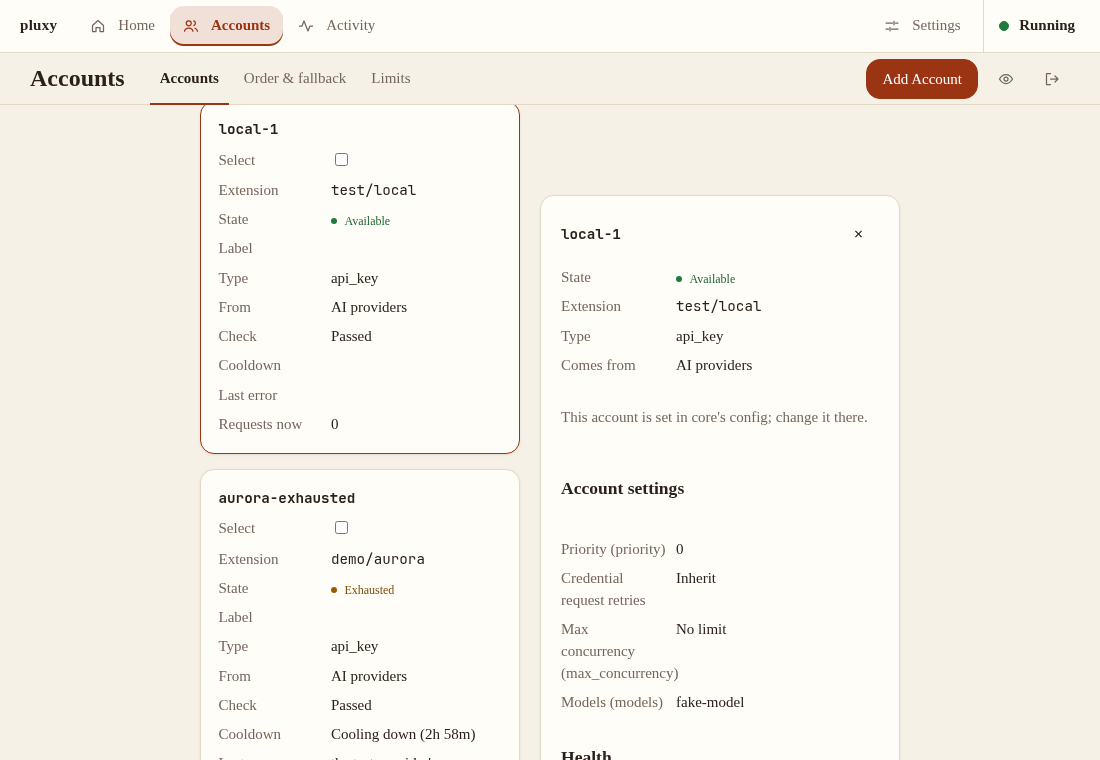 pluxy
Home
Accounts
Activity
Settings
Running
Accounts
Accounts
Order & fallback
Limits
Add Account
local-1
Select
Extension test/local
State Available
Label
Type api_key
From AI providers
Check Passed
Cooldown
Last error
Requests now 0
aurora-exhausted
Select
Extension demo/aurora
State Exhausted
Label
Type api_key
From AI providers
Check Passed
Cooldown Cooling down (2h 58m)
local-1 ×
State Available
Extension test/local
Type api_key
Comes from AI providers
This account is set in core's config; change it there.
Account settings
Priority (priority) 0
Credential Inherit
request retries
Max No limit
concurrency
(max_concurrency)
Models (models) fake-model
Health